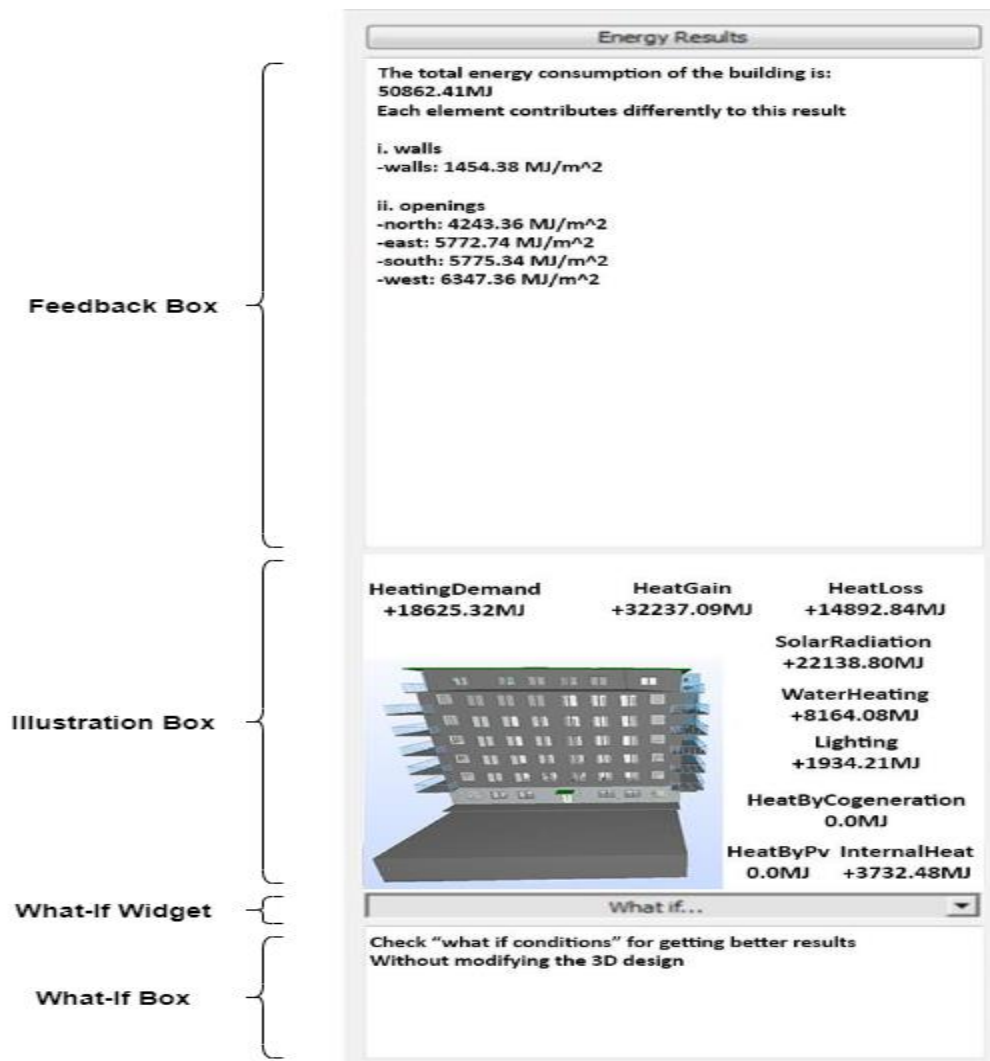 Energy Results
The total energy consumption of the building is:
50862.41MJ
Each element contributes differently to this result
i. walls
-walls: 1454.38 MJ/m^2
ii. openings
-north: 4243.36 MJ/m^2
-east: 5772.74 MJ/m^2
-south: 5775.34 MJ/m^2
-west: 6347.36 MJ/m^2
Feedback Box
HeatingDemand
+18625.32MJ
HeatGain
+32237.09MJ
HeatLoss
+14892.84MJ
SolarRadiation
+22138.80MJ
WaterHeating
+8164.08MJ
Illustration Box
Lighting
+1934.21MJ
HeatByCogeneration
0.0MJ
HeatByPv InternalHeat
0.0MJ +3732.48MJ
What-If Widget
What if...
Check “what if conditions” for getting better results
Without modifying the 3D design
What-If Box